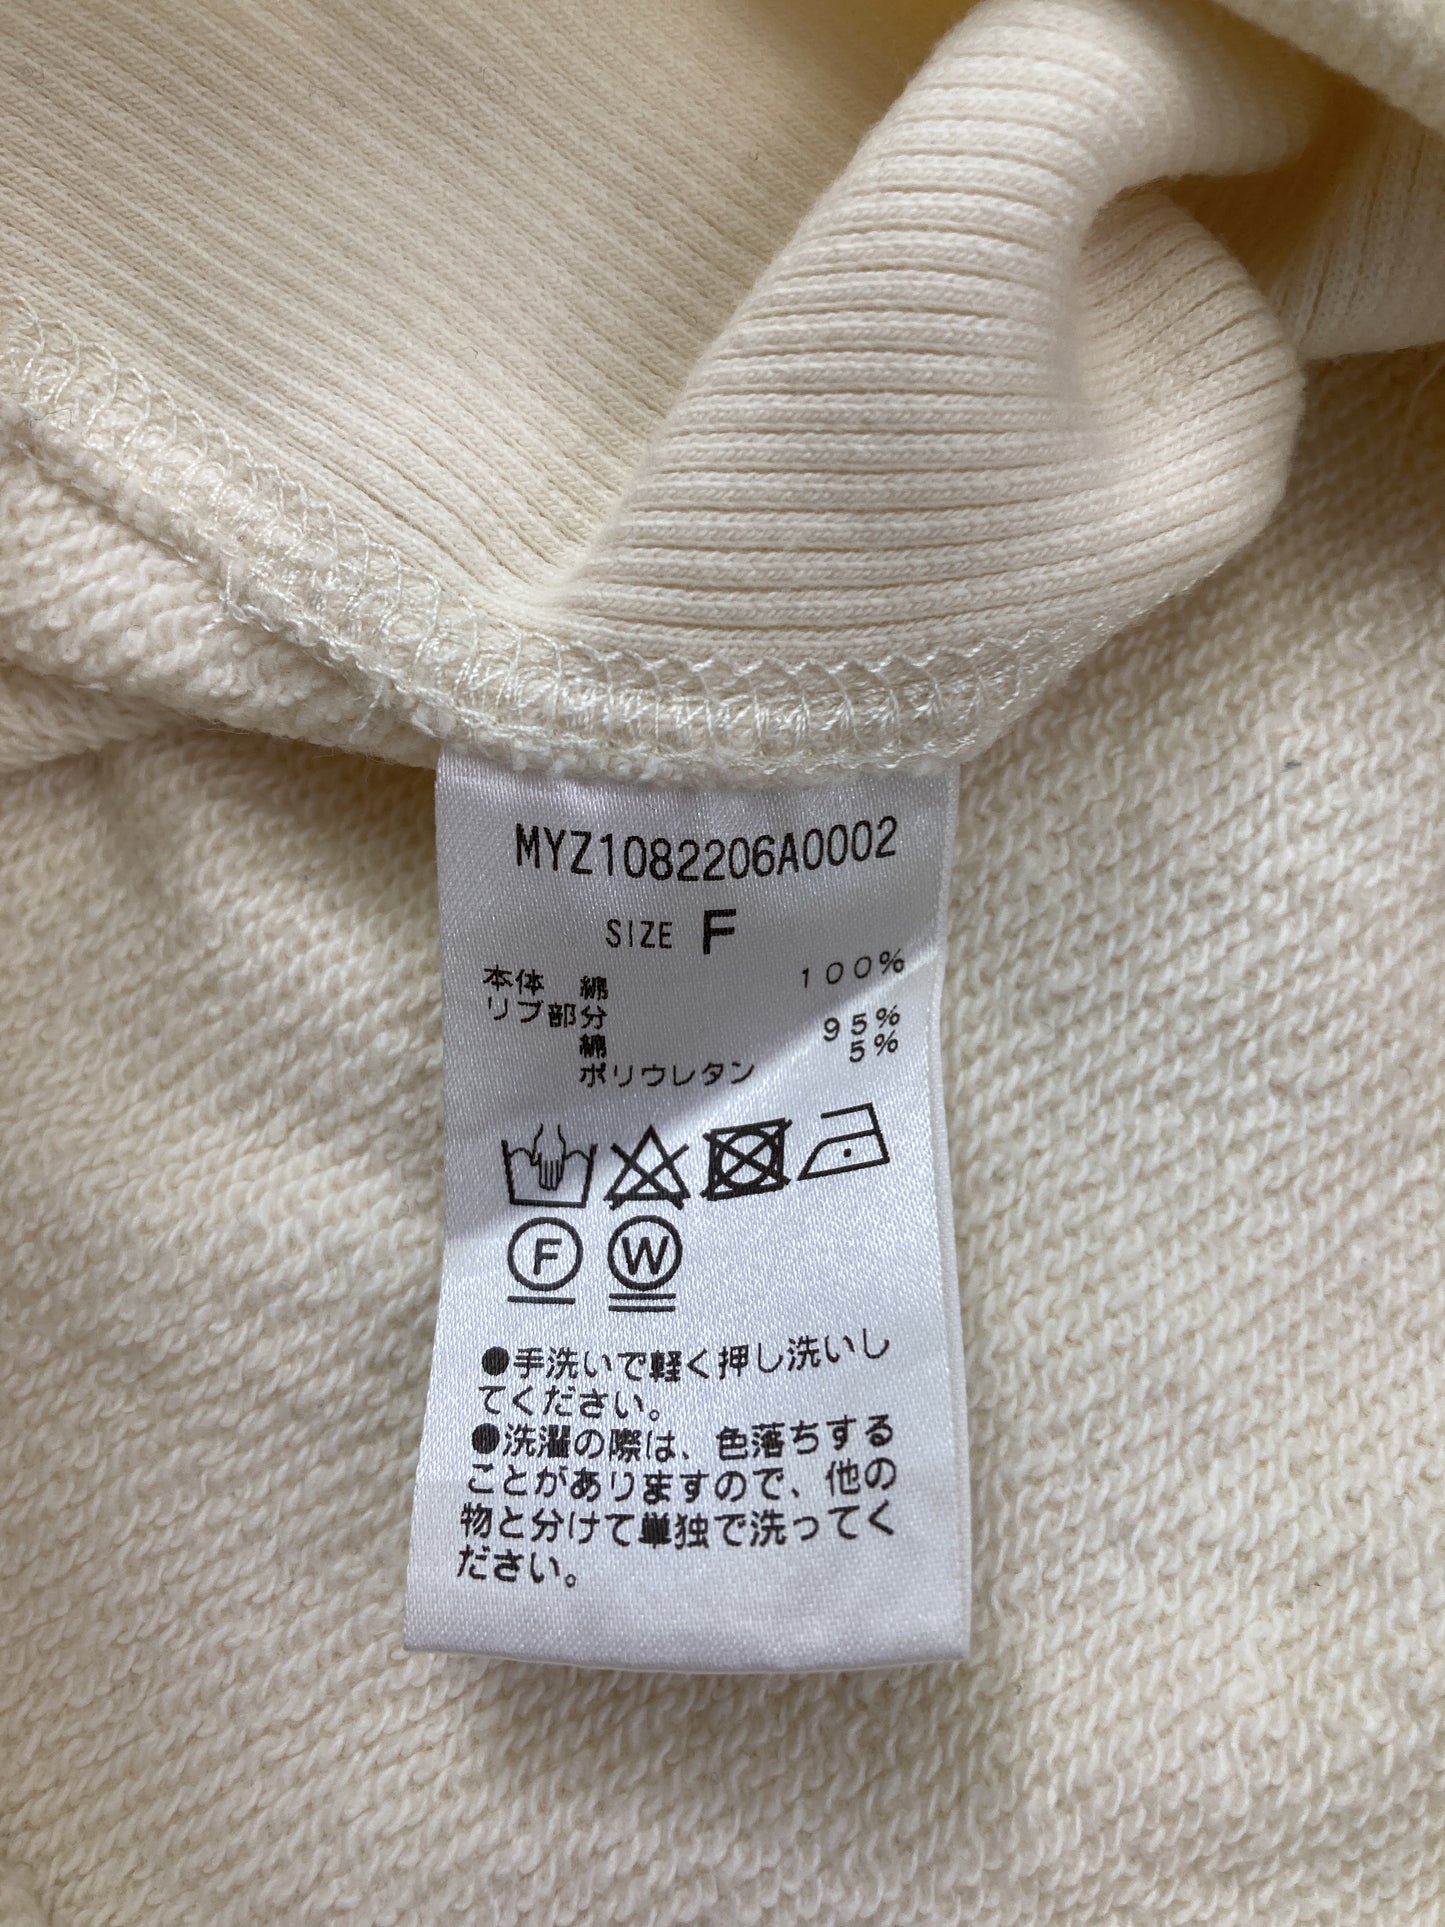 MYZ1082206A0002
SIZE F
本体 綿 100%
リブ部分
綿 95%
ポリウレタン 5%
F W
●手洗いで軽く押し洗いし
てください。
●洗濯の際は、色落ちする
ことがありますので、他の
物と分けて単独で洗ってく
ださい。